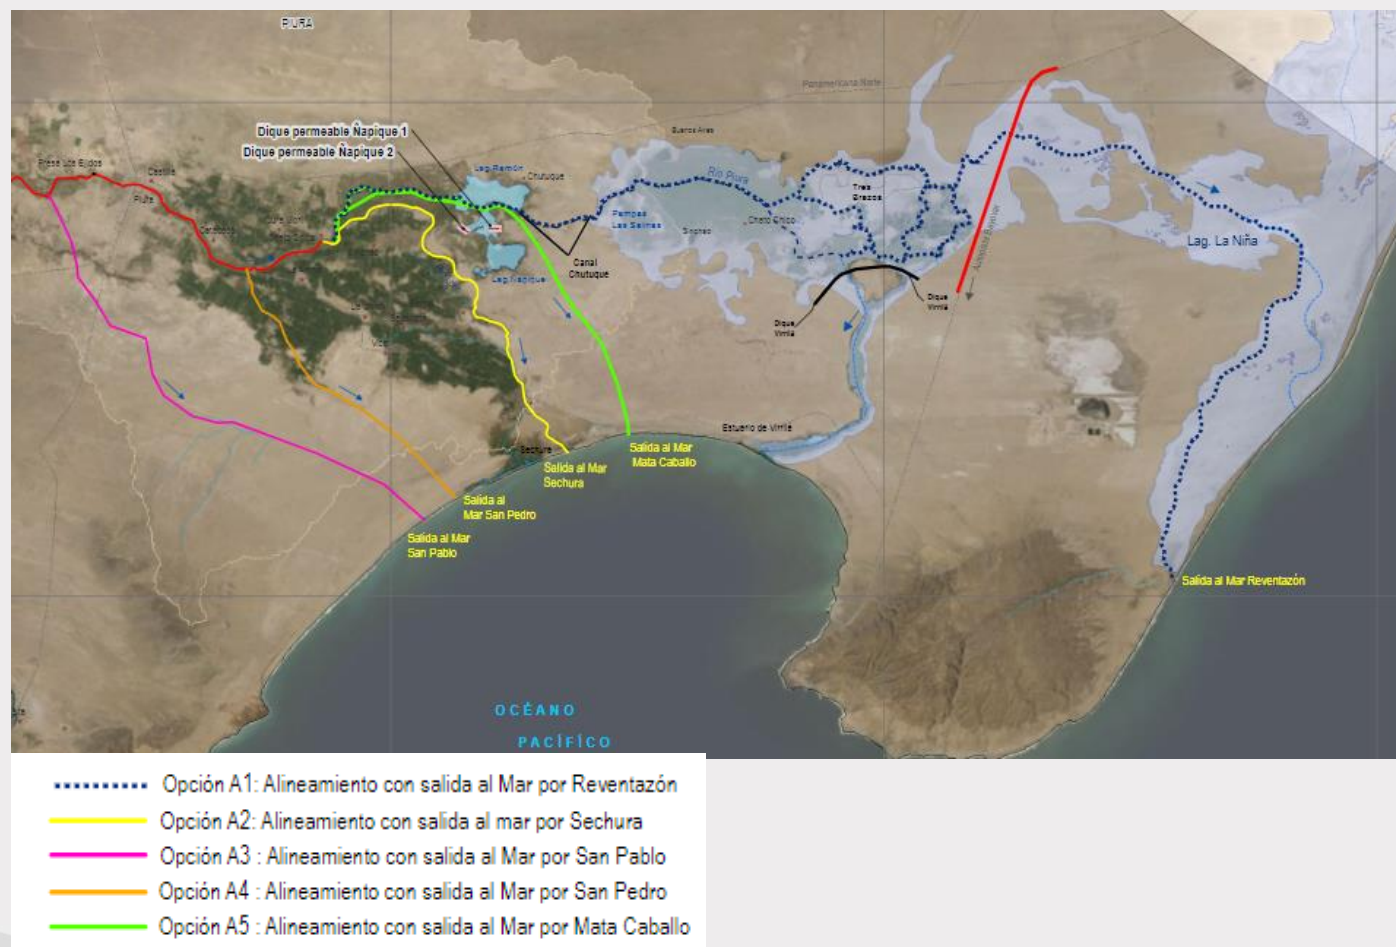 PIURA
Panamericana Norte
Dique permeable Ñapique 1
Dique permeable Ñapique 2
Buenos Aires
Presa Los Ejidos
Castilla
Piura
Lag. Ramón
Chutuque
Río Piura
Tres
Brazos
Pampas
Las Salinas
Chato Chico
Lag. La Niña
Canal
Chutuque
Lag. Ñapique
Dique
Virrilá
Dique
Virrilá
Estuario de Virrilá
Sechura
Salida al Mar
Mata Caballo
Salida al Mar
Sechura
Salida al
Mar San Pedro
Salida al Mar
San Pablo
Salida al Mar Reventazón
OCÉANO
PACÍFÍCO
Opción A1: Alineamiento con salida al Mar por Reventazón
Opción A2: Alineamiento con salida al mar por Sechura
Opción A3 : Alineamiento con salida al Mar por San Pablo
Opción A4 : Alineamiento con salida al Mar por San Pedro
Opción A5 : Alineamiento con salida al Mar por Mata Caballo